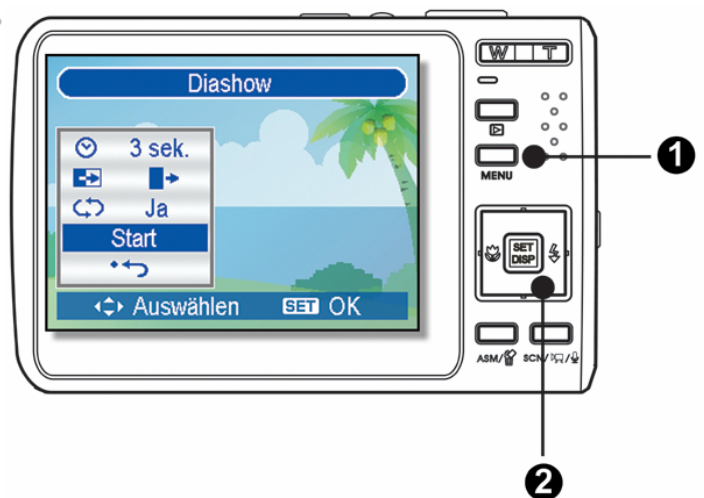 W T
Diashow
3 sek.
Ja
Start
Auswählen SET OK
MENU
SET
DISP
ASM/ SCN/ /
1
2